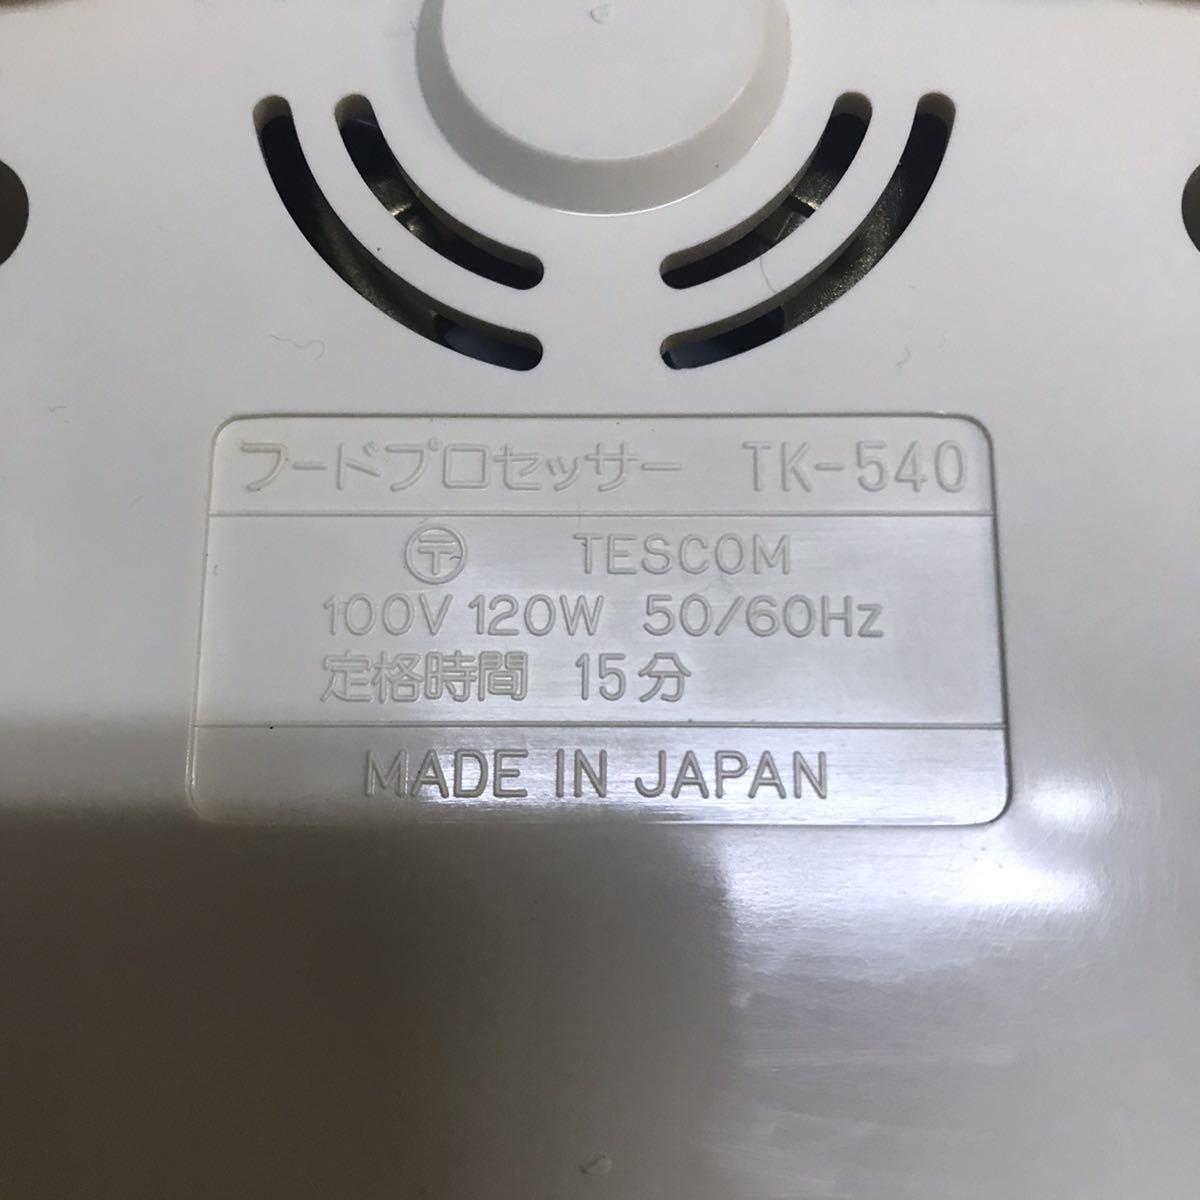 フードプロセッサー TK-540
〶 TESCOM
100V 120W 50/60Hz
定格時間 15分
MADE IN JAPAN